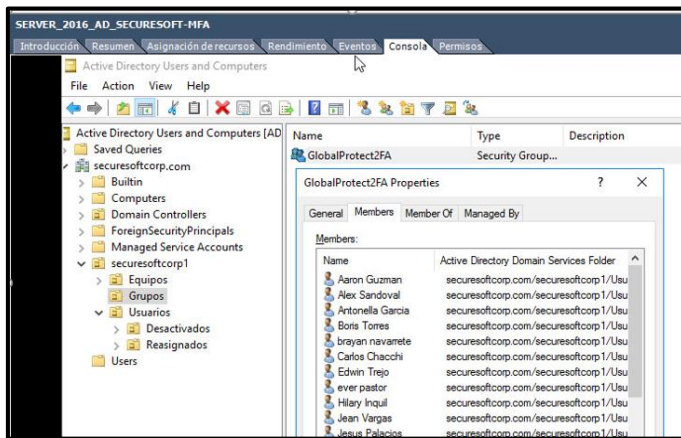 SERVER_2016_AD_SECURESOFT-MFA
Introducción Resumen Asignación de recursos Rendimiento Eventos Consola Permisos
Active Directory Users and Computers
File Action View Help
Active Directory Users and Computers [AD
Saved Queries
securesoftcorp.com
Builtin
Computers
Domain Controllers
ForeignSecurityPrincipals
Managed Service Accounts
securesoftcorp1
Equipos
Grupos
Usuarios
Desactivados
Reasignados
Users
Name Type Description
GlobalProtect2FA Security Group...
GlobalProtect2FA Properties ? X
General Members Member Of Managed By
Members:
Name Active Directory Domain Services Folder
Aaron Guzman securesoftcorp.com/securesoftcorp1/Usu
Alex Sandoval securesoftcorp.com/securesoftcorp1/Usu
Antonella Garcia securesoftcorp.com/securesoftcorp1/Usu
Boris Torres securesoftcorp.com/securesoftcorp1/Usu
brayan navarrete securesoftcorp.com/securesoftcorp1/Usu
Carlos Chacchi securesoftcorp.com/securesoftcorp1/Usu
Edwin Trejo securesoftcorp.com/securesoftcorp1/Usu
ever pastor securesoftcorp.com/securesoftcorp1/Usu
Hilary Inquil securesoftcorp.com/securesoftcorp1/Usu
Jean Vargas securesoftcorp.com/securesoftcorp1/Usu
Jesus Palacios securesoftcorp.com/securesoftcorp1/Usu